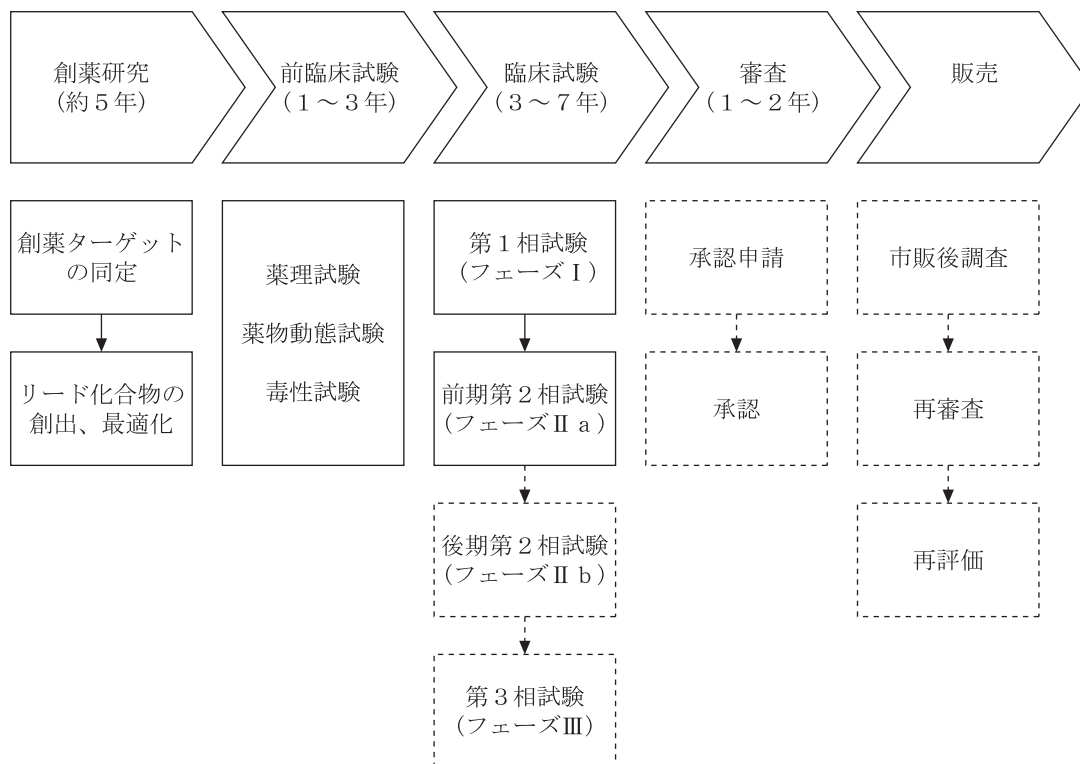 創薬研究
(約５年)
前臨床試験
(１～３年)
臨床試験
(３～７年)
審査
(１～２年)
販売
創薬ターゲット
の同定
リード化合物の
創出、最適化
薬理試験
薬物動態試験
毒性試験
第１相試験
(フェーズⅠ)
前期第２相試験
(フェーズⅡａ)
後期第２相試験
(フェーズⅡｂ)
第３相試験
(フェーズⅢ)
承認申請
承認
市販後調査
再審査
再評価